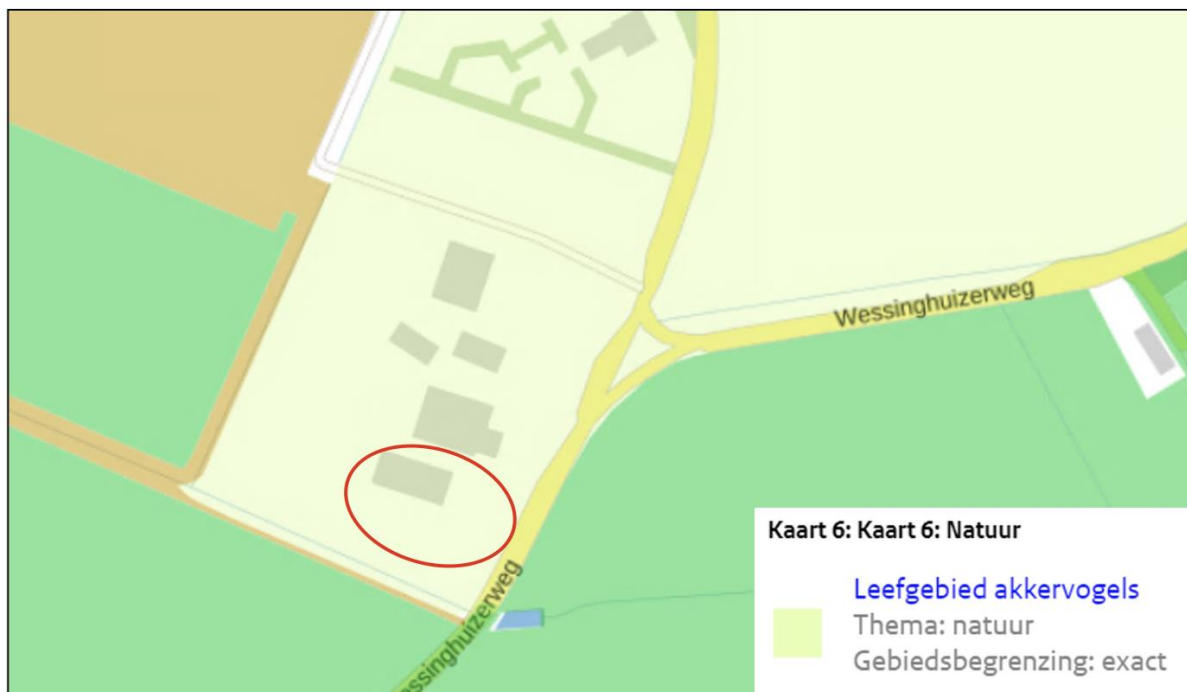 Wessinghuizerweg
Wessinghuizerweg
Kaart 6: Kaart 6: Natuur
Leefgebied akkervogels
Thema: natuur
Gebiedsbegrenzing: exact